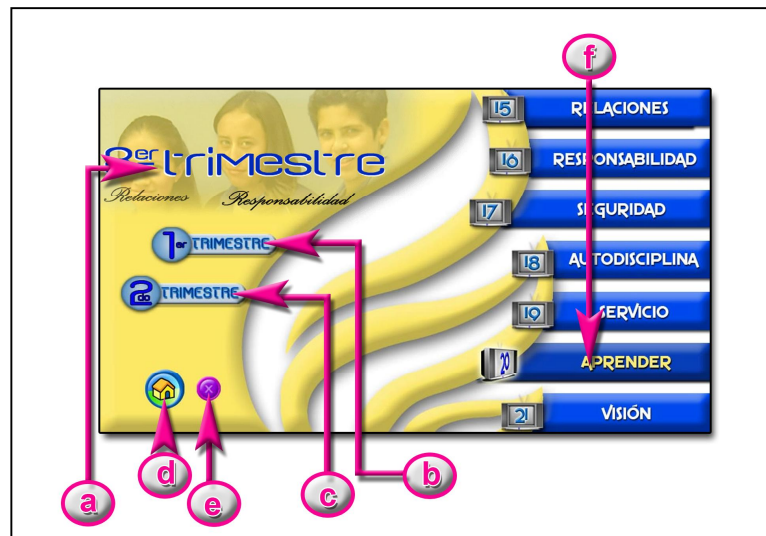 f
15 RELACIONES
3er trimestre
16 RESPONSABILIDAD
Relaciones Responsabilidad
17 SEGURIDAD
1er TRIMESTRE
18 AUTODISCIPLINA
2do TRIMESTRE
19 SERVICIO
20 APRENDER
x
21 VISIÓN
d
b
a
e
c